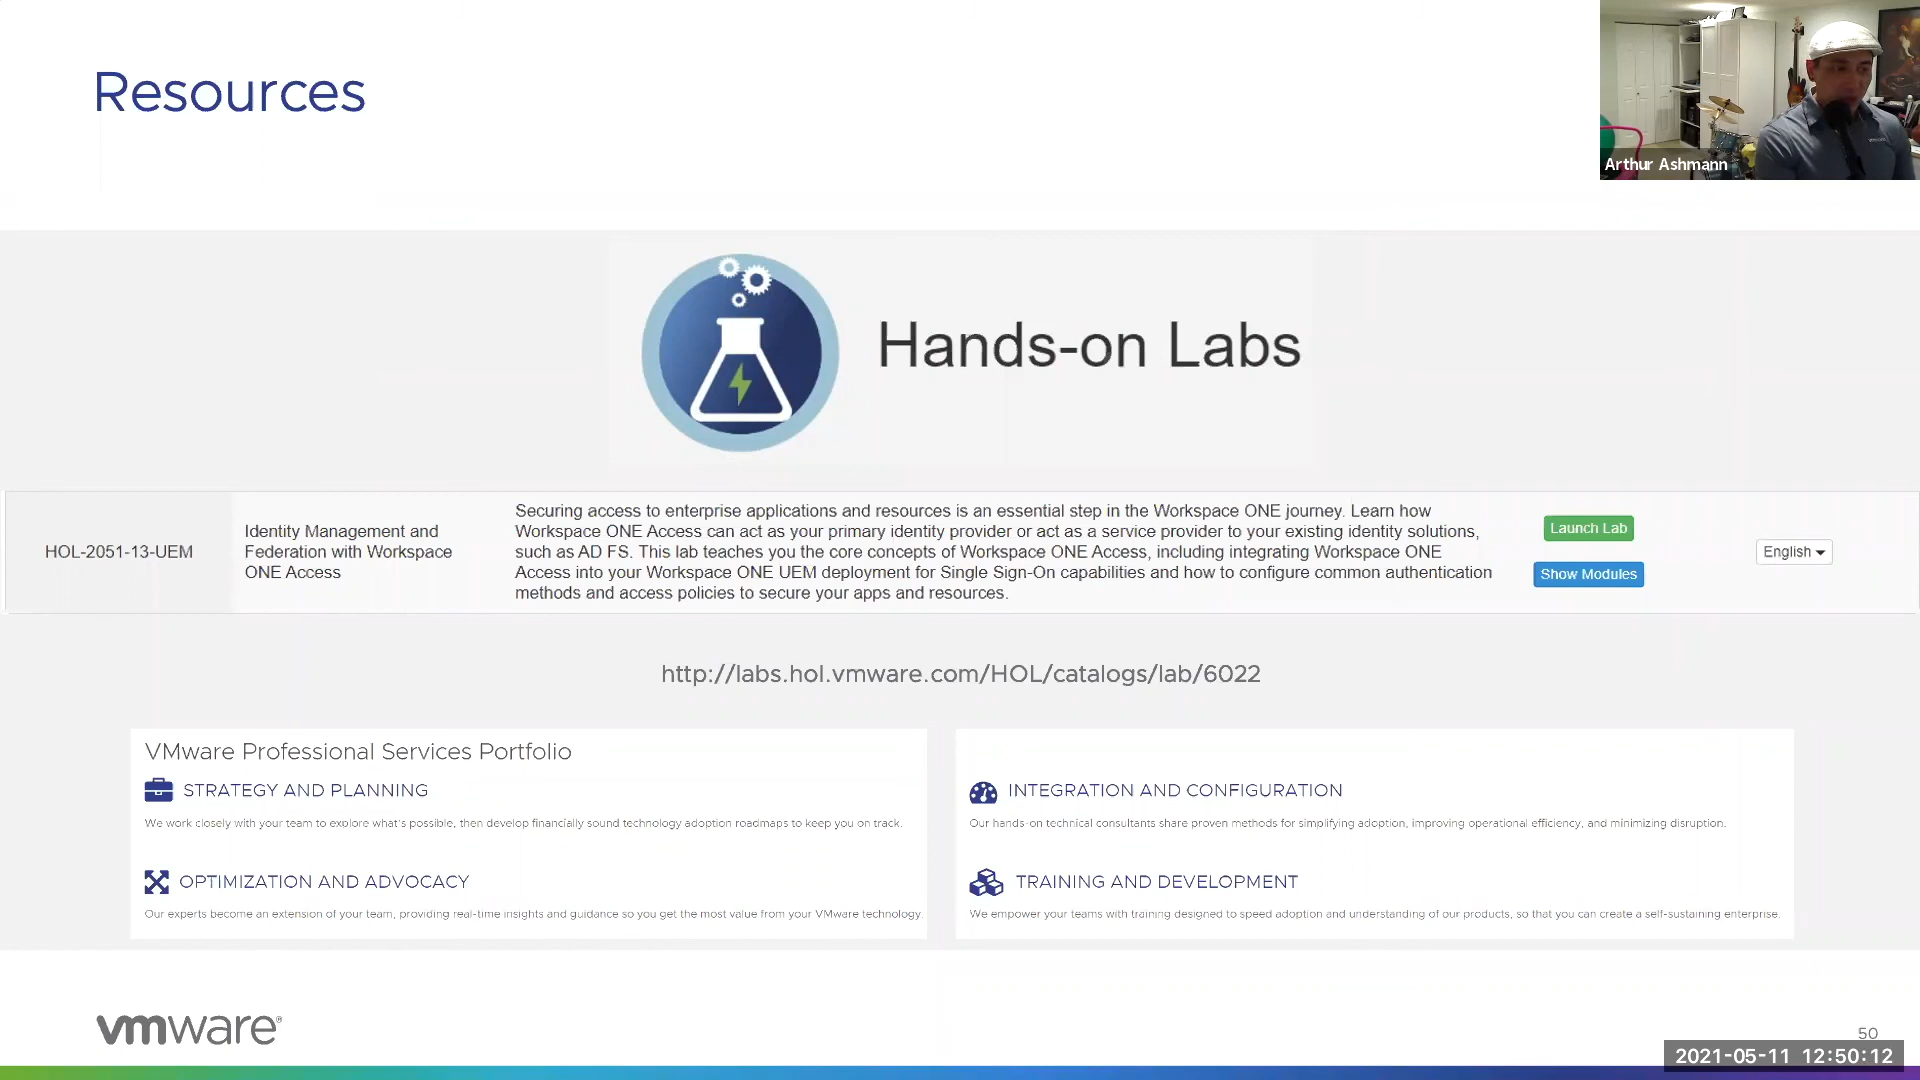 Resources
Arthur Ashmann
Hands-on Labs
HOL-2051-13-UEM
Identity Management and
Federation with Workspace
ONE Access
Securing access to enterprise applications and resources is an essential step in the Workspace ONE journey. Learn how
Workspace ONE Access can act as your primary identity provider or act as a service provider to your existing identity solutions,
such as AD FS. This lab teaches you the core concepts of Workspace ONE Access, including integrating Workspace ONE
Access into your Workspace ONE UEM deployment for Single Sign-On capabilities and how to configure common authentication
methods and access policies to secure your apps and resources.
Launch Lab
Show Modules
English
http://labs.hol.vmware.com/HOL/catalogs/lab/6022
VMware Professional Services Portfolio
STRATEGY AND PLANNING
We work closely with your team to explore what's possible, then develop financially sound technology adoption roadmaps to keep you on track.
OPTIMIZATION AND ADVOCACY
Our experts become an extension of your team, providing real-time insights and guidance so you get the most value from your VMware technology.
INTEGRATION AND CONFIGURATION
Our hands-on technical consultants share proven methods for simplifying adoption, improving operational efficiency, and minimizing disruption.
TRAINING AND DEVELOPMENT
We empower your teams with training designed to speed adoption and understanding of our products, so that you can create a self-sustaining enterprise.
vmware®
50
2021-05-11 12:50:12